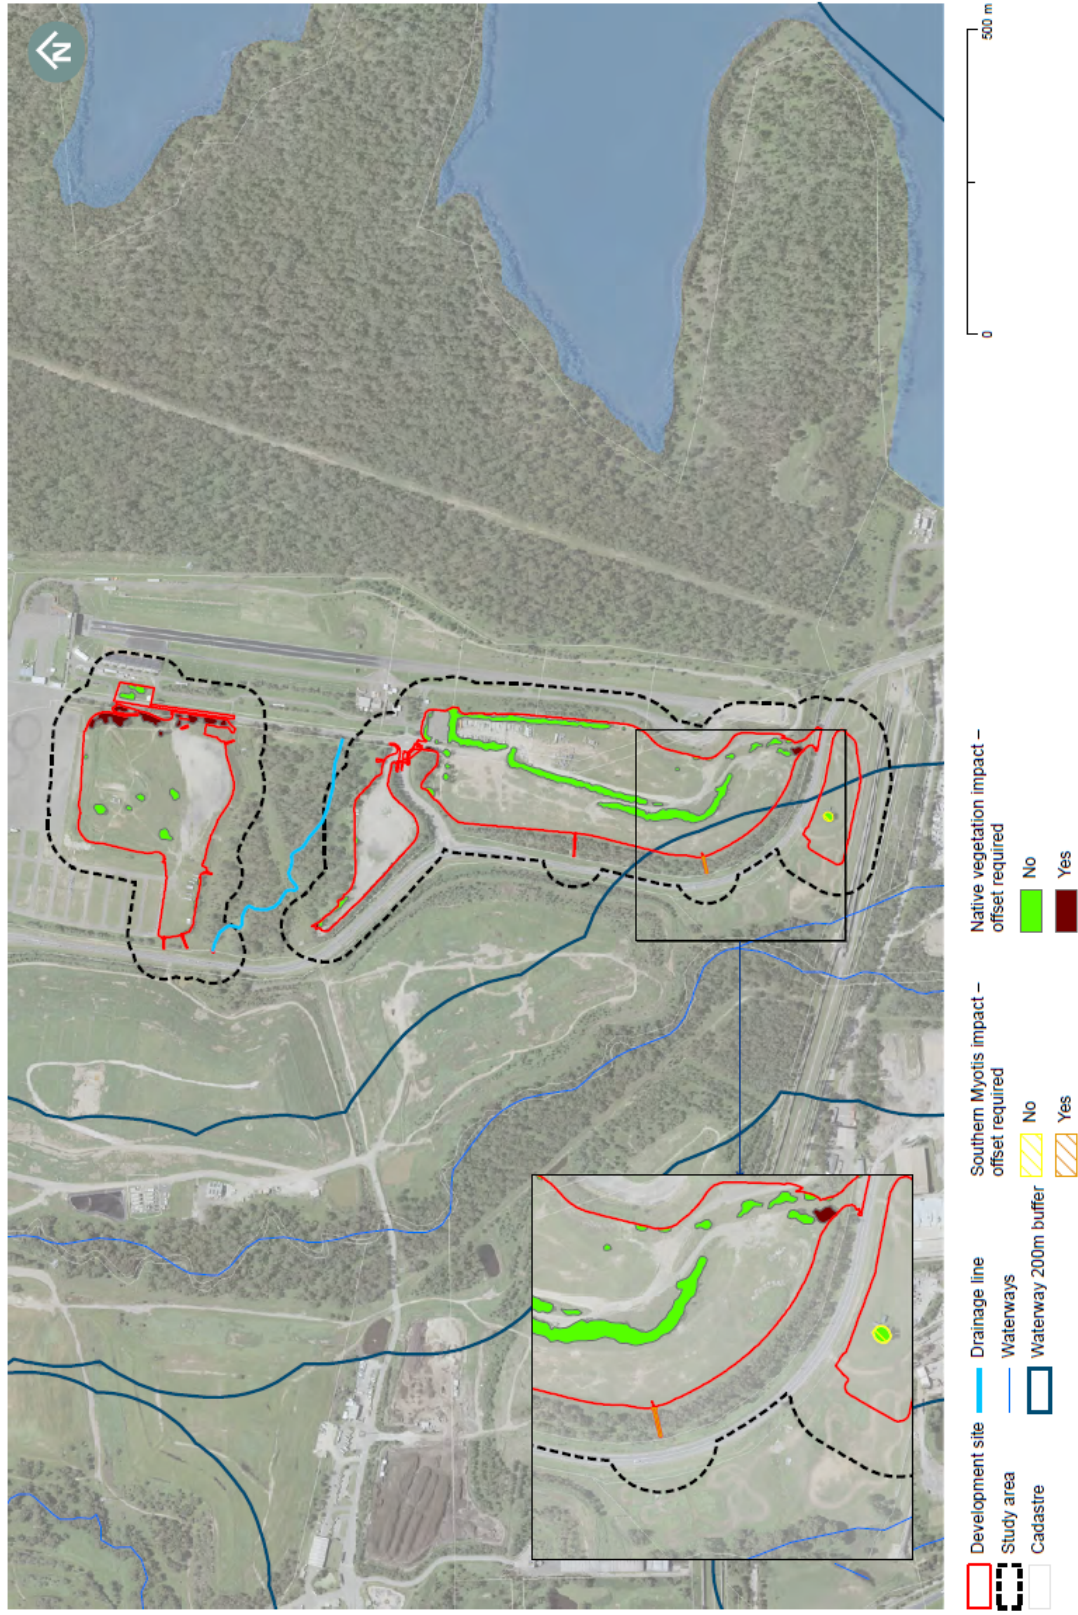 N
Development site
Study area
Cadastre
Drainage line
Waterways
Waterway 200m buffer
Southern Myotis impact –
offset required
No
Yes
Native vegetation impact –
offset required
No
Yes
0
500 m